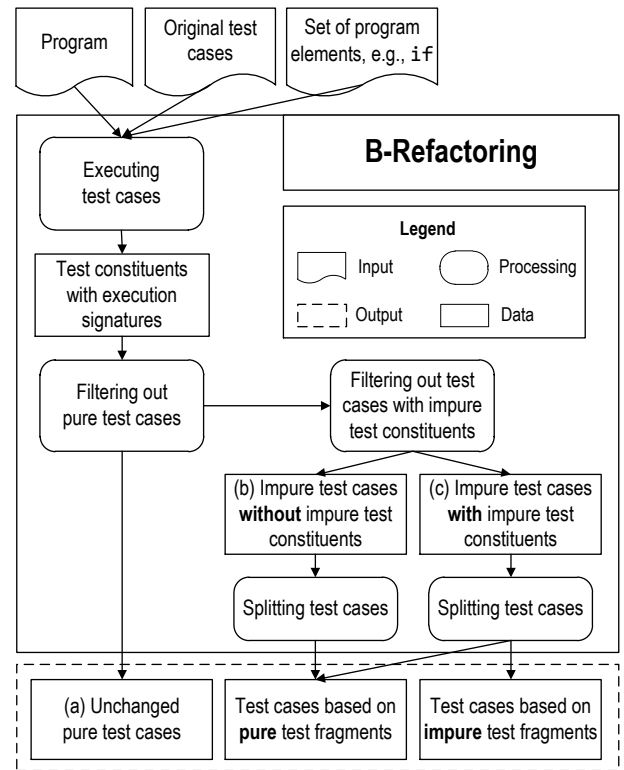 Program
Original test
cases
Set of program
elements, e.g., if
B-Refactoring
Executing
test cases
Legend
Input
Processing
Output
Data
Test constituents
with execution
signatures
Filtering out
pure test cases
Filtering out test
cases with impure
test constituents
(b) Impure test cases
without impure test
constituents
(c) Impure test cases
with impure test
constituents
Splitting test cases
Splitting test cases
(a) Unchanged
pure test cases
Test cases based on
pure test fragments
Test cases based on
impure test fragments